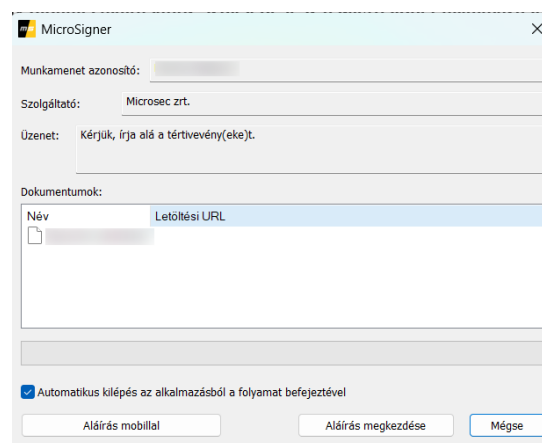 MicroSigner
Munkamenet azonosító:
Szolgáltató: Microsec zrt.
Üzenet: Kérjük, írja alá a tértivevény(eke)t.
Dokumentumok:
Név Letöltési URL
Automatikus kilépés az alkalmazásból a folyamat befejeztével
Aláírás mobillal Aláírás megkezdése Mégse